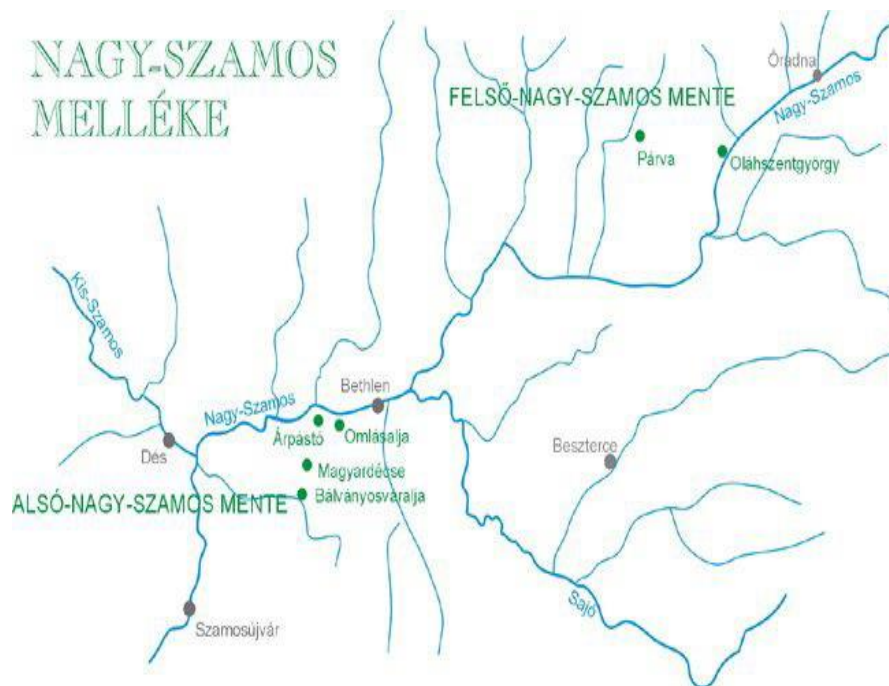 NAGY-SZAMOS
MELLÉKE
Óradna
FELSŐ-NAGY-SZAMOS MENTE
Nagy-Szamos
Párva
Oláhszentgyörgy
Kis-Szamos
Bethlen
Nagy-Szamos
Árpástó
Omlásalja
Dés
Beszterce
Magyardécse
Bálványosváralja
ALSÓ-NAGY-SZAMOS MENTE
Sajó
Szamosújvár